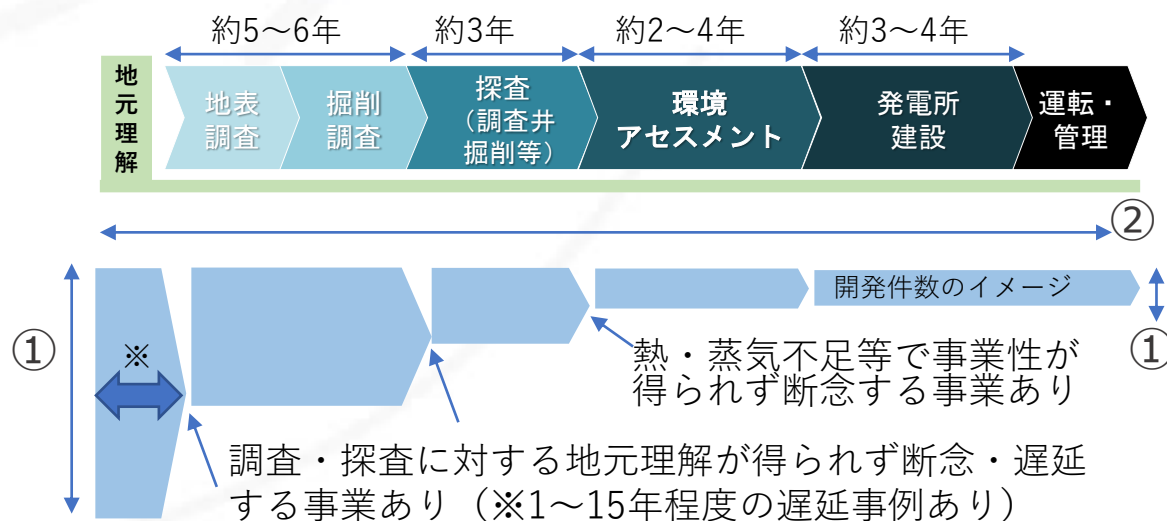 約5～6年
約3年
約2～4年
約3～4年
地元理解
地表
調査
掘削
調査
探査
（調査井
掘削等）
環境
アセスメント
発電所
建設
運転・
管理
②
開発件数のイメージ
①
※
①
熱・蒸気不足等で事業性が
得られず断念する事業あり
調査・探査に対する地元理解が得られず断念・遅延
する事業あり（※1～15年程度の遅延事例あり）